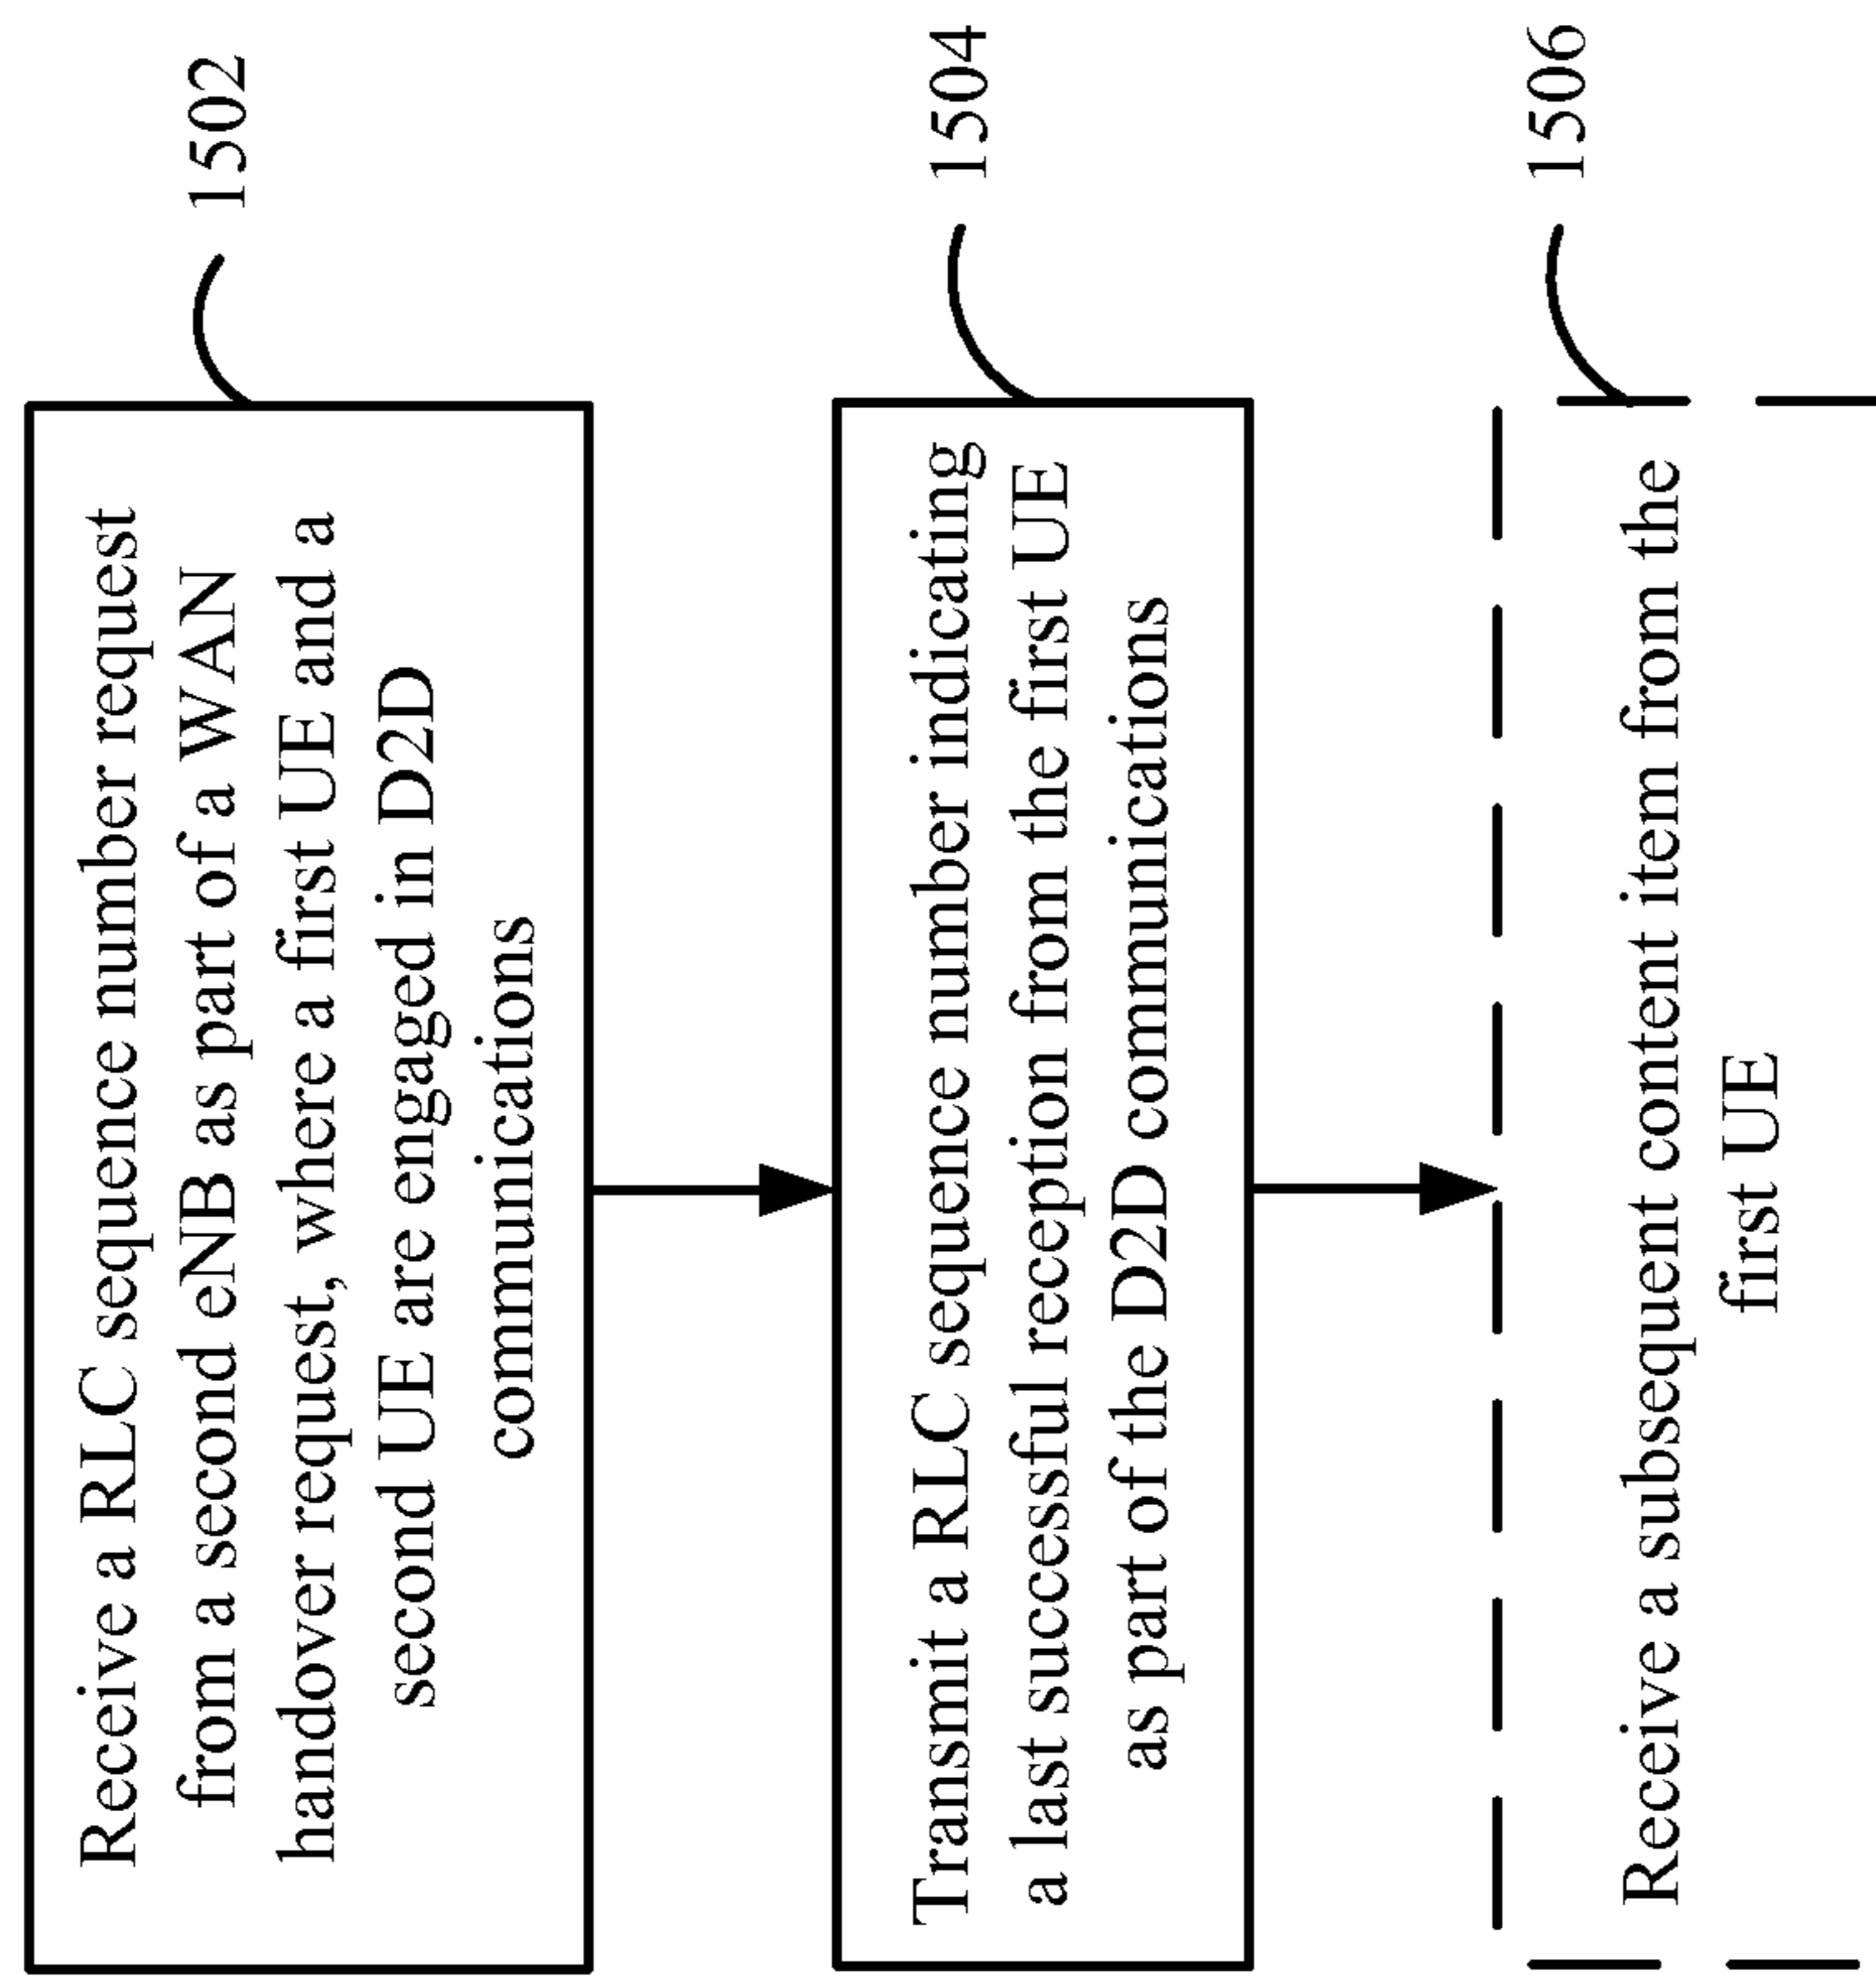 Receive a RLC sequence number request
from a second eNB as part of a WAN
handover request, where a first UE and a
second UE are engaged in D2D
communications
1502
Transmit a RLC sequence number indicating
a last successful reception from the first UE
as part of the D2D communications
1504
Receive a subsequent content item from the
first UE
1506